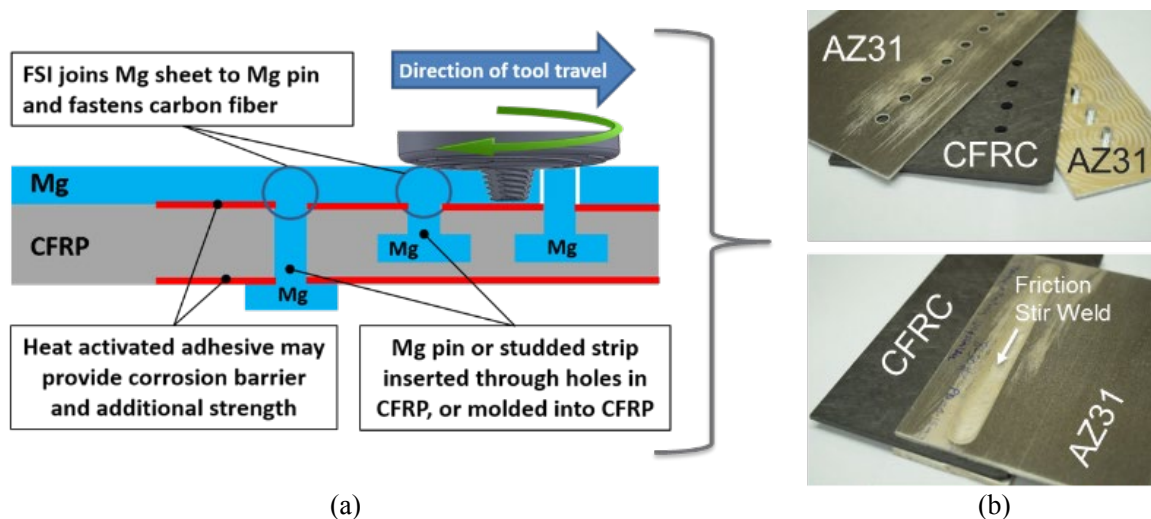 FSI joins Mg sheet to Mg pin
and fastens carbon fiber
Direction of tool travel
Mg
CFRP
Mg
Mg
Mg
Heat activated adhesive may
provide corrosion barrier
and additional strength
Mg pin or studded strip
inserted through holes in
CFRP, or molded into CFRP
(a)
AZ31
CFRC
AZ31
CFRC
Friction
Stir Weld
AZ31
(b)